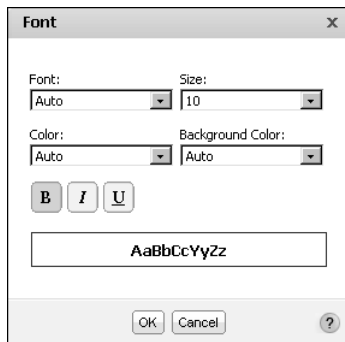 Font x
Font: Size:
Auto 10
Color: Background Color:
Auto Auto
B I U
AaBbCcYyZz
OK Cancel ?